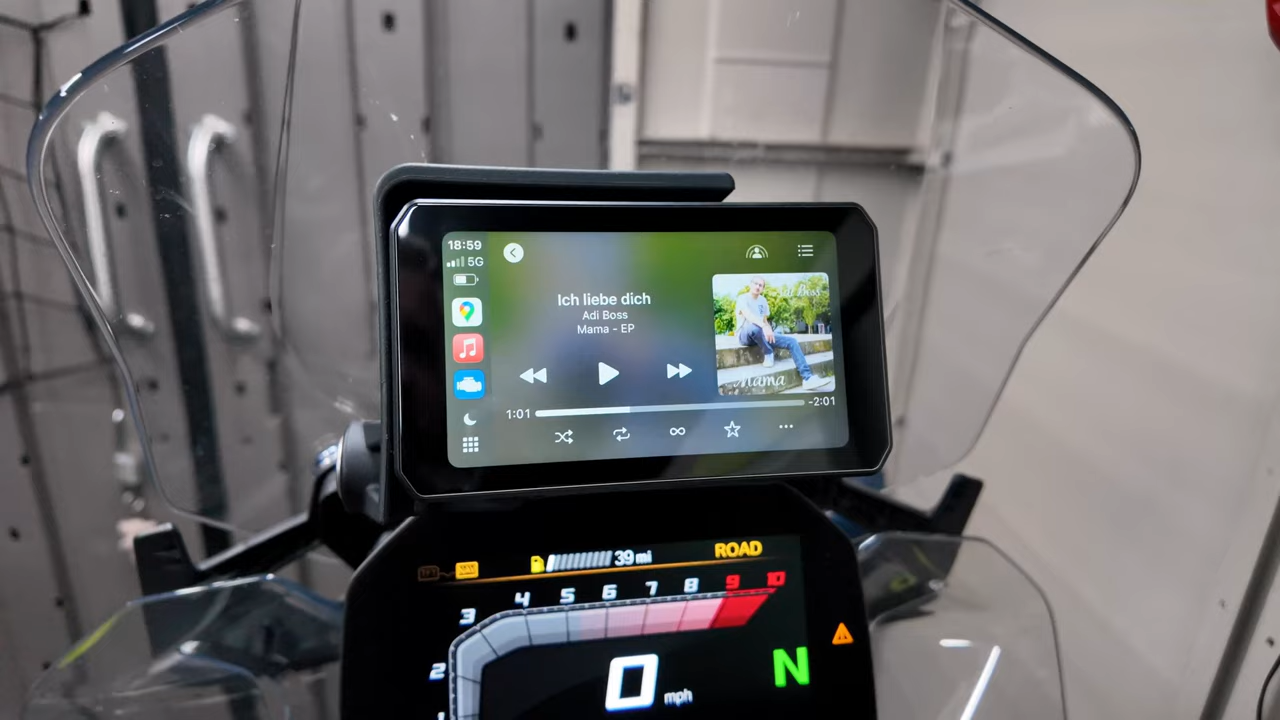 18:59
5G
Ich liebe dich
Adi Boss
Mama - EP
Adi Boss
Mama
1:01
-2:01
39 mi
ROAD
3 4 5 6 7 8 9 10
2
1
0 mph
N